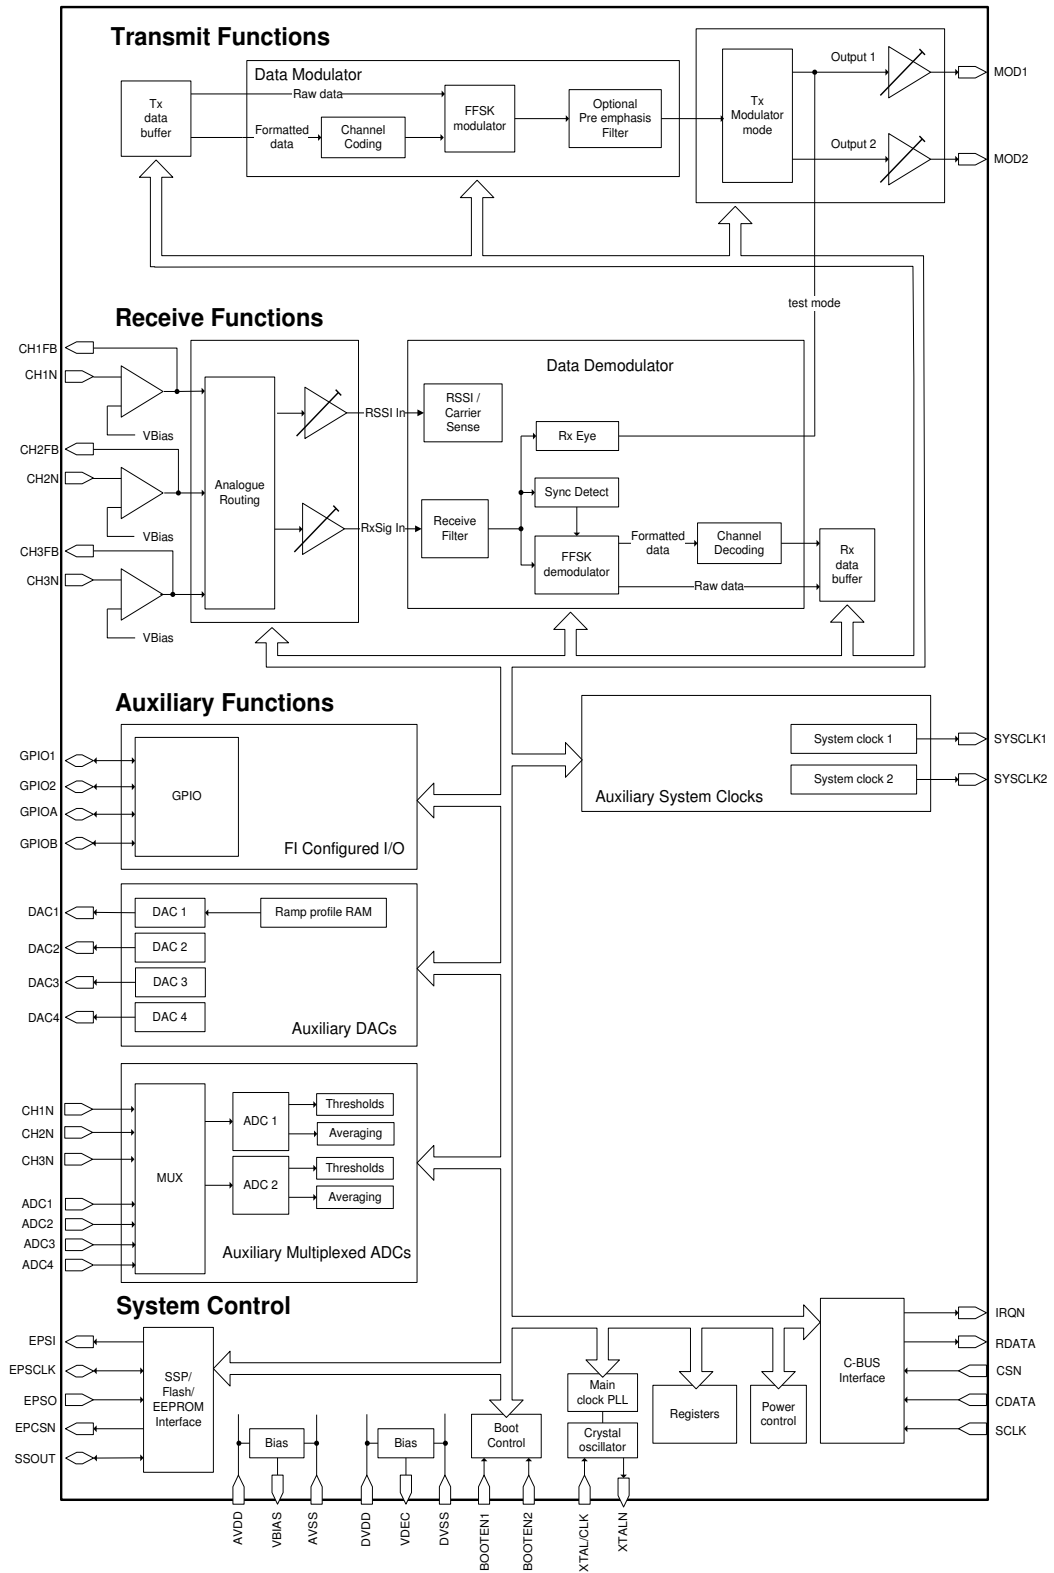 Transmit Functions
Data Modulator
Tx
data
buffer
Raw data
Formatted
data
Channel
Coding
FFSK
modulator
Optional
Pre emphasis
Filter
Tx
Modulator
mode
Output 1
Output 2
MOD1
MOD2
test mode
Receive Functions
CH1FB
CH1N
VBias
CH2FB
CH2N
VBias
CH3FB
CH3N
VBias
Analogue
Routing
RSSI In
RxSig In
Data Demodulator
RSSI /
Carrier
Sense
Rx Eye
Sync Detect
Receive
Filter
FFSK
demodulator
Formatted
data
Channel
Decoding
Raw data
Rx
data
buffer
Auxiliary Functions
GPIO1
GPIO2
GPIOA
GPIOB
GPIO
FI Configured I/O
System clock 1
System clock 2
Auxiliary System Clocks
SYSCLK1
SYSCLK2
DAC1
DAC2
DAC3
DAC4
DAC 1
DAC 2
DAC 3
DAC 4
Ramp profile RAM
Auxiliary DACs
CH1N
CH2N
CH3N
ADC1
ADC2
ADC3
ADC4
MUX
ADC 1
ADC 2
Thresholds
Averaging
Thresholds
Averaging
Auxiliary Multiplexed ADCs
System Control
EPSI
EPSCLK
EPSO
EPCSN
SSOUT
SSP/
Flash/
EEPROM
Interface
Bias
Bias
Boot
Control
Main
clock PLL
Crystal
oscillator
Registers
Power
control
C-BUS
Interface
IRQN
RDATA
CSN
CDATA
SCLK
AVDD
VBIAS
AVSS
DVDD
VDEC
DVSS
BOOTEN1
BOOTEN2
XTAL/CLK
XTALN